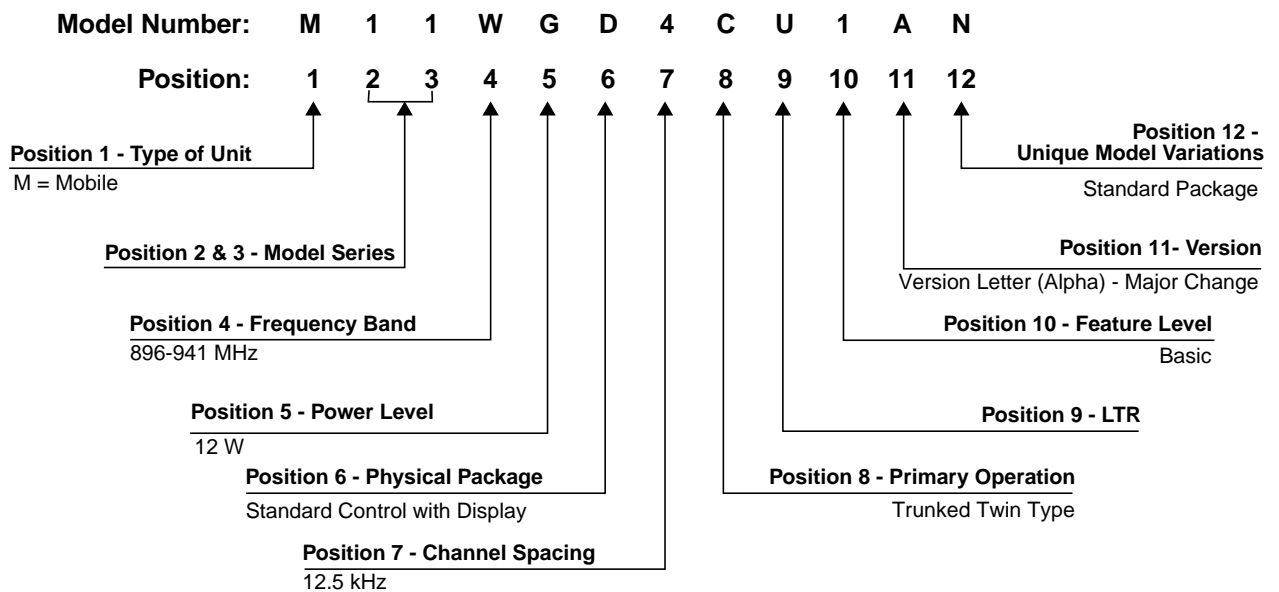 Model Number: M 1 1 W G D 4 C U 1 A N
Position: 1 2 3 4 5 6 7 8 9 10 11 12
Position 1 - Type of Unit
M = Mobile
Position 12 -
Unique Model Variations
Standard Package
Position 2 & 3 - Model Series
Position 11- Version
Version Letter (Alpha) - Major Change
Position 4 - Frequency Band
896-941 MHz
Position 10 - Feature Level
Basic
Position 5 - Power Level
12 W
Position 9 - LTR
Position 6 - Physical Package
Standard Control with Display
Position 8 - Primary Operation
Trunked Twin Type
Position 7 - Channel Spacing
12.5 kHz